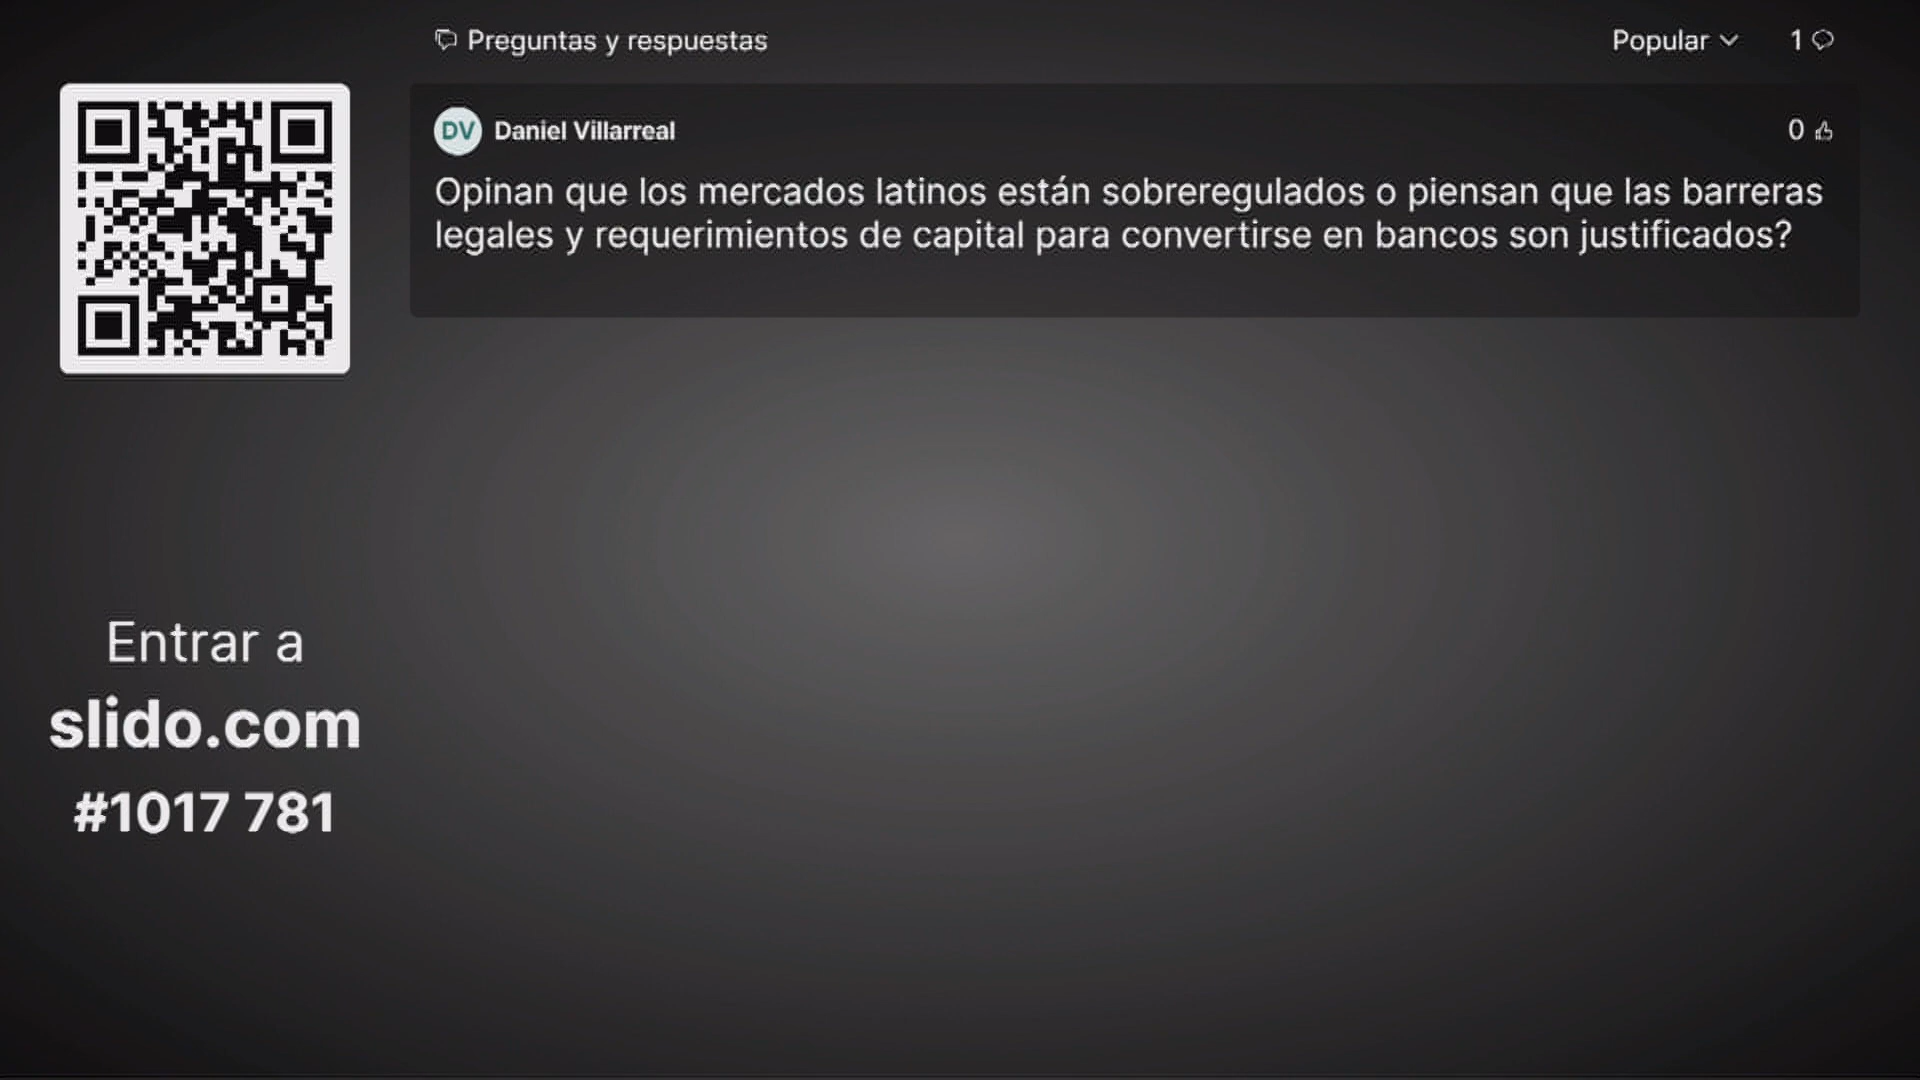 Preguntas y respuestas
Popular
1
DV Daniel Villarreal
0
Opinan que los mercados latinos están sobreregulados o piensan que las barreras
legales y requerimientos de capital para convertirse en bancos son justificados?
Entrar a
slido.com
#1017 781